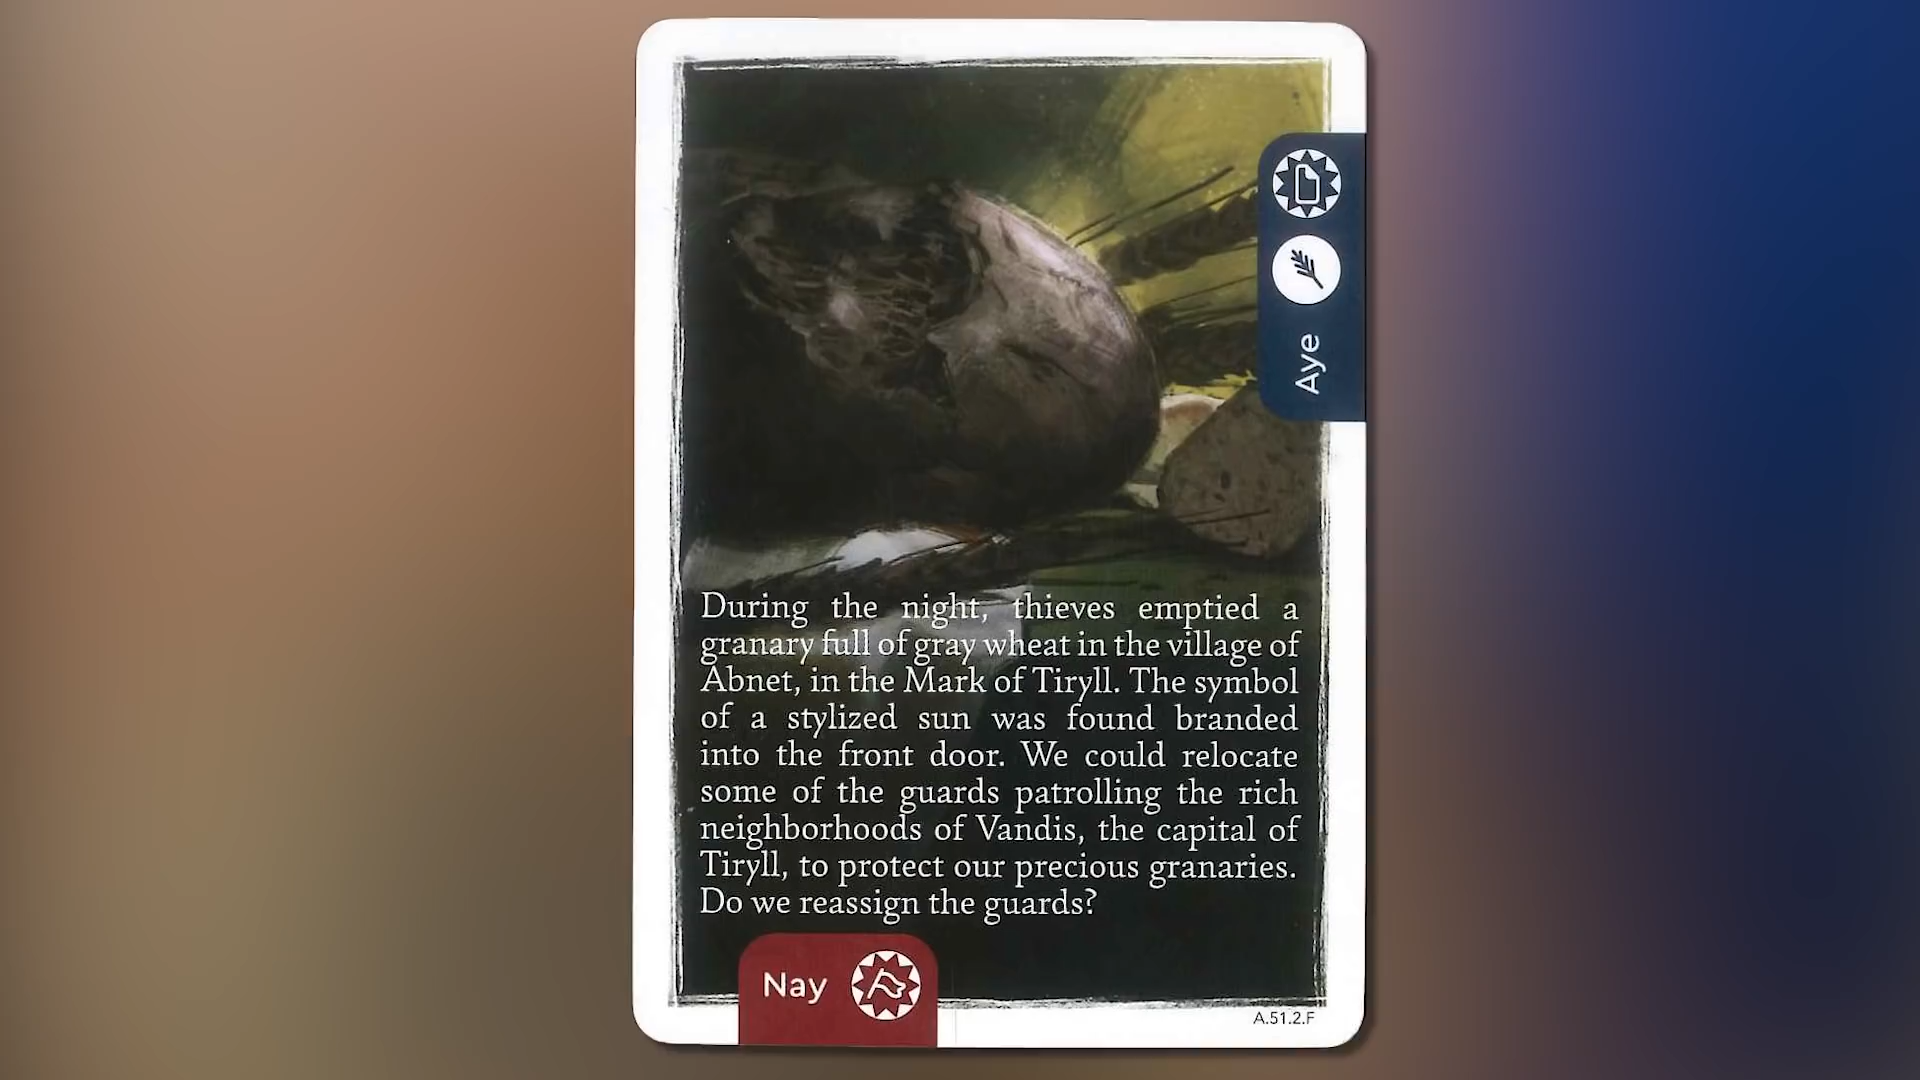 Aye
During the night, thieves emptied a
granary full of gray wheat in the village of
Abnet, in the Mark of Tiryll. The symbol
of a stylized sun was found branded
into the front door. We could relocate
some of the guards patrolling the rich
neighborhoods of Vandis, the capital of
Tiryll, to protect our precious granaries.
Do we reassign the guards?
Nay
A.51.2.F